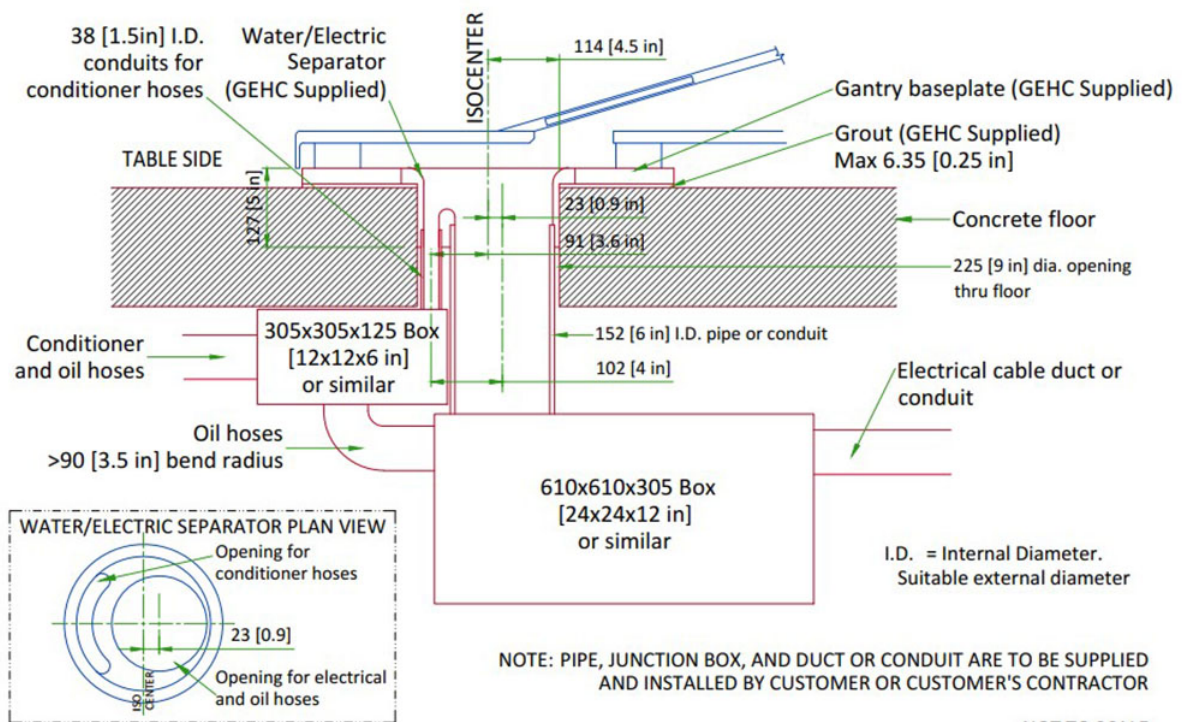 38 [1.5in] I.D.
conduits for
conditioner hoses
Water/Electric
Separator
(GEHC Supplied)
ISOCENTER
114 [4.5 in]
Gantry baseplate (GEHC Supplied)
Grout (GEHC Supplied)
Max 6.35 [0.25 in]
TABLE SIDE
127 [5 in]
23 [0.9 in]
91 [3.6 in]
Concrete floor
225 [9 in] dia. opening
thru floor
305x305x125 Box
[12x12x6 in]
or similar
152 [6 in] I.D. pipe or conduit
102 [4 in]
Conditioner
and oil hoses
Electrical cable duct or
conduit
Oil hoses
>90 [3.5 in] bend radius
610x610x305 Box
[24x24x12 in]
or similar
WATER/ELECTRIC SEPARATOR PLAN VIEW
Opening for
conditioner hoses
23 [0.9]
Opening for electrical
and oil hoses
ISO
CENTER
I.D. = Internal Diameter.
Suitable external diameter
NOTE: PIPE, JUNCTION BOX, AND DUCT OR CONDUIT ARE TO BE SUPPLIED
AND INSTALLED BY CUSTOMER OR CUSTOMER'S CONTRACTOR